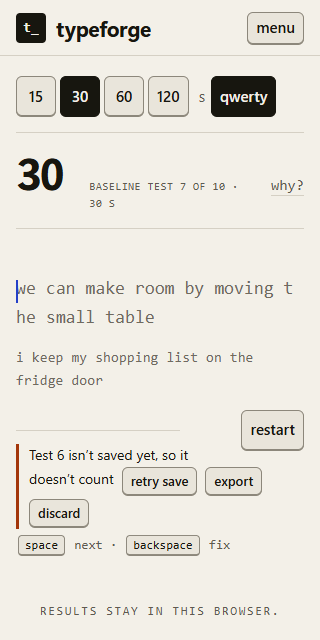 t_ typeforge menu
15 30 60 120 s qwerty
30 BASELINE TEST 7 OF 10 · why?
30 S
we can make room by moving t
he small table
i keep my shopping list on the
fridge door
restart
Test 6 isn’t saved yet, so it
doesn’t count retry save export
discard
space next · backspace fix
RESULTS STAY IN THIS BROWSER.